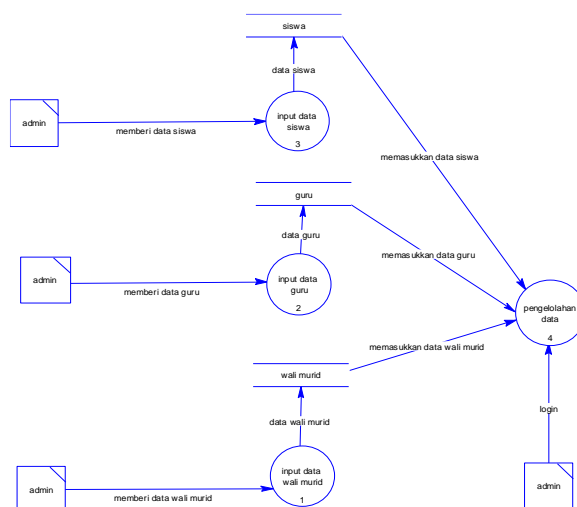 siswa
data siswa
admin
memberi data siswa
input data
siswa
3
memasukkan data siswa
guru
data guru
memasukkan data guru
admin
memberi data guru
input data
guru
2
pengelolahan
data
4
memasukkan data wali murid
wali murid
data wali murid
login
input data
wali murid
1
admin
memberi data wali murid
admin